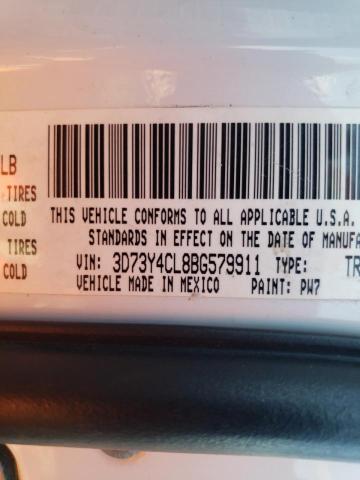 LB
TIRES
COLD
TIRES
COLD
THIS VEHICLE CONFORMS TO ALL APPLICABLE U.S.A.
STANDARDS IN EFFECT ON THE DATE OF MANUFA
VIN: 3D73Y4CL8BG579911 TYPE: TR
VEHICLE MADE IN MEXICO PAINT: PW7